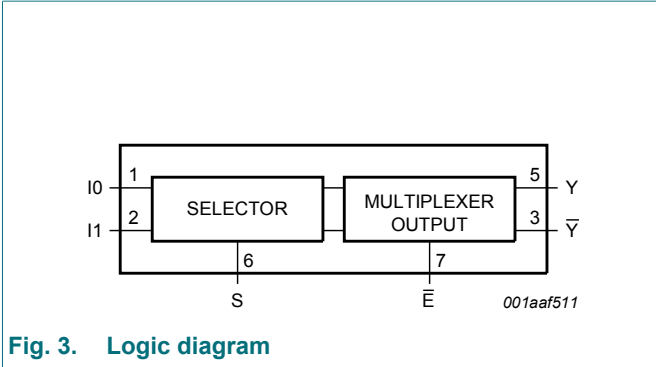 I0 1 SELECTOR MULTIPLEXER OUTPUT 5 Y
I1 2 3 Y̅
6 7
S E̅ 001aaf511
Fig. 3. Logic diagram